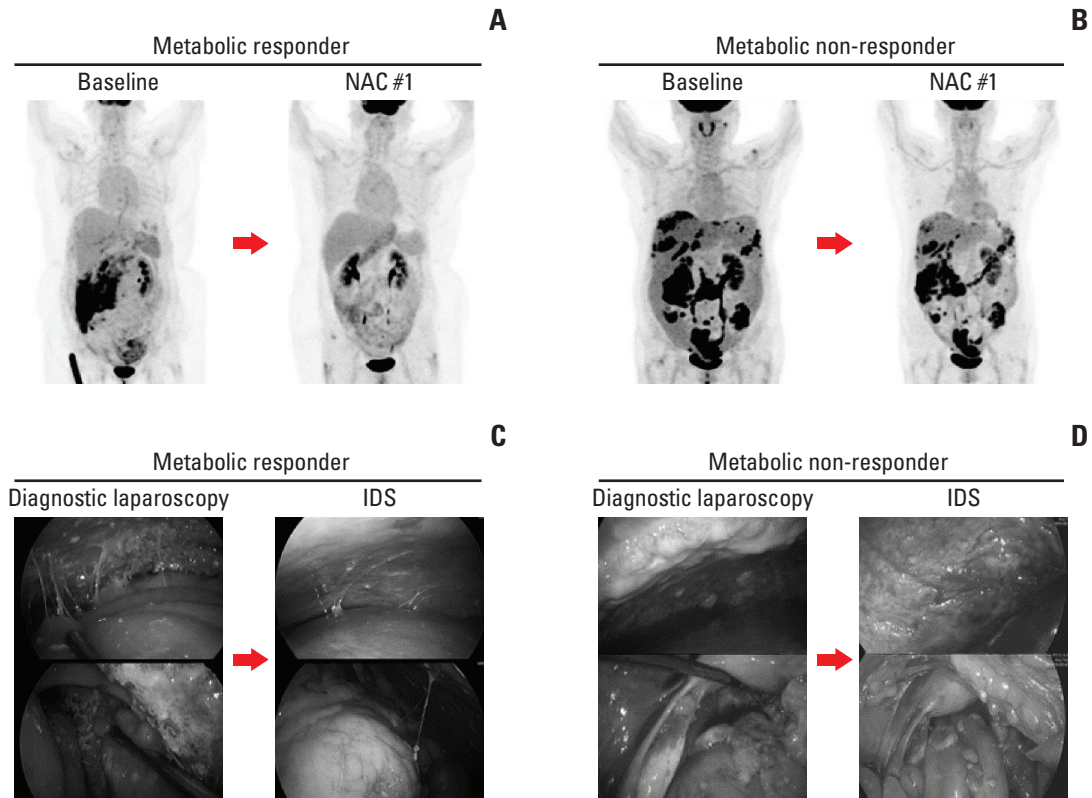 A
Metabolic responder
Baseline NAC #1
B
Metabolic non-responder
Baseline NAC #1
C
Metabolic responder
Diagnostic laparoscopy IDS
D
Metabolic non-responder
Diagnostic laparoscopy IDS